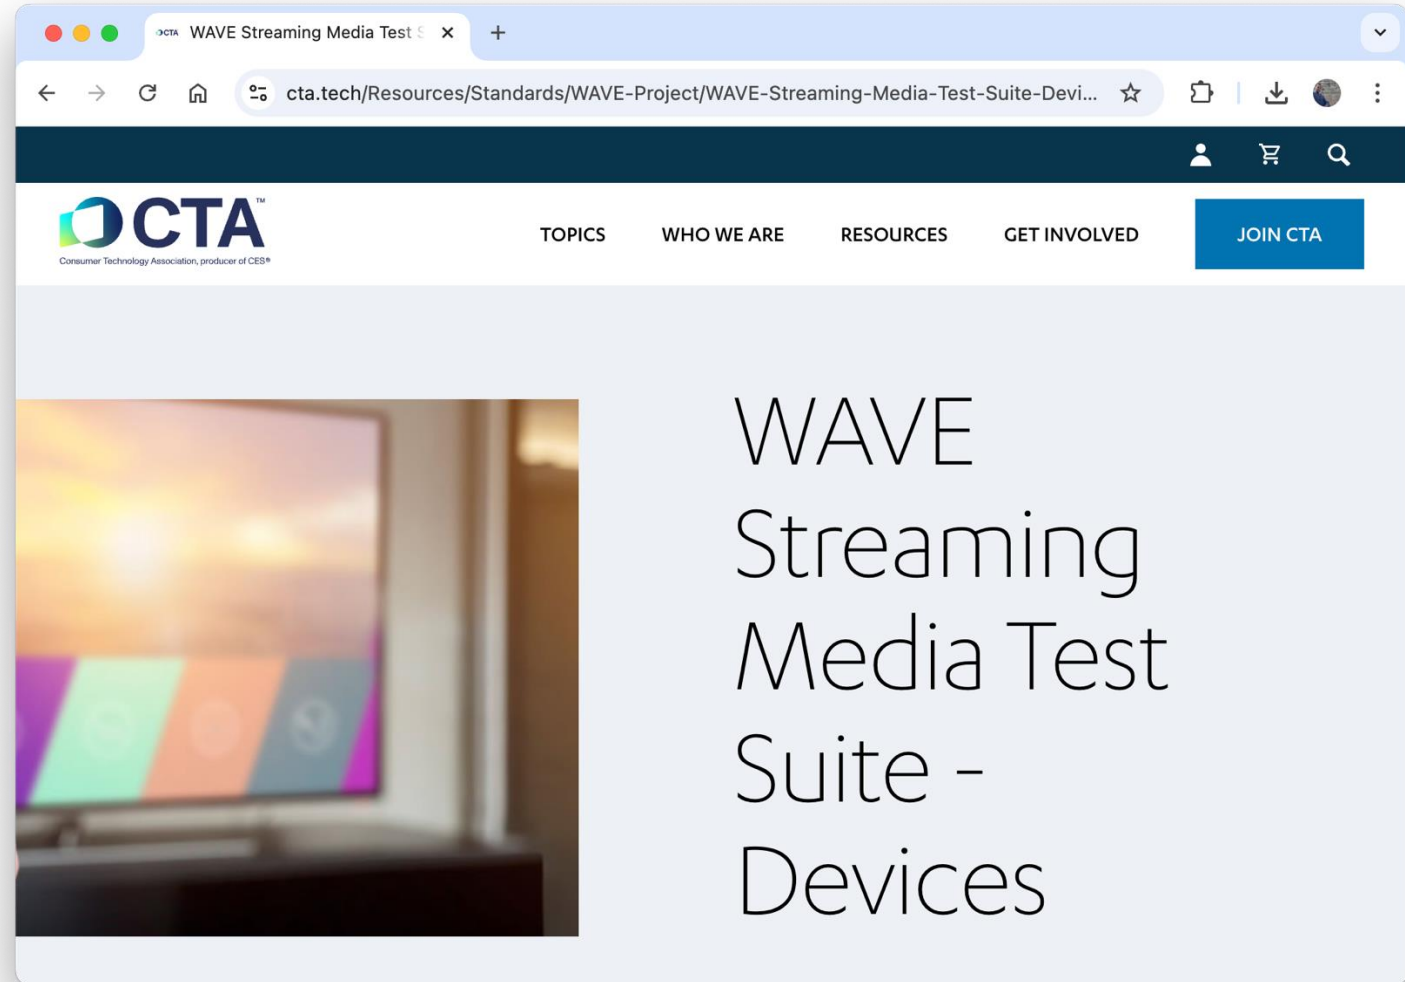 CTA WAVE Streaming Media Test S
cta.tech/Resources/Standards/WAVE-Project/WAVE-Streaming-Media-Test-Suite-Devi...
CTA™
Consumer Technology Association, producer of CES®
TOPICS WHO WE ARE RESOURCES GET INVOLVED JOIN CTA
WAVE
Streaming
Media Test
Suite -
Devices